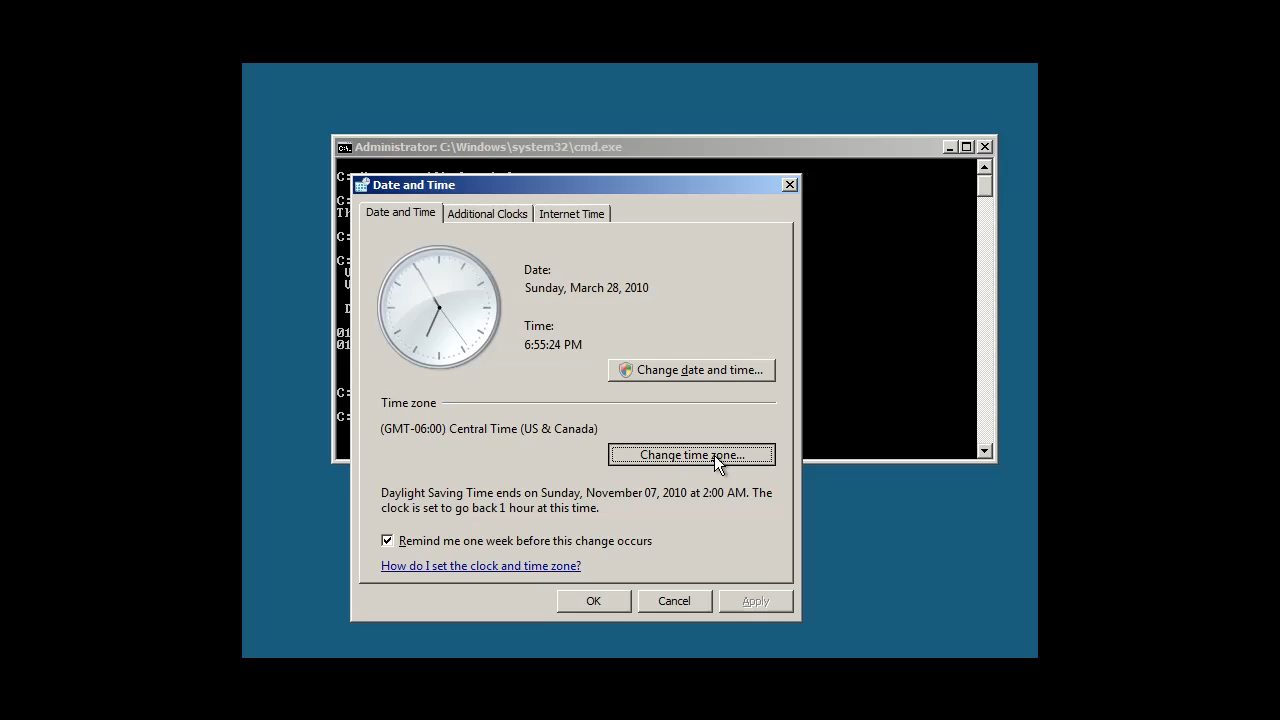 Administrator: C:\Windows\system32\cmd.exe
Date and Time
Date and Time
Additional Clocks
Internet Time
Date:
Sunday, March 28, 2010
Time:
6:55:24 PM
Change date and time...
Time zone
(GMT-06:00) Central Time (US & Canada)
Change time zone...
Daylight Saving Time ends on Sunday, November 07, 2010 at 2:00 AM. The
clock is set to go back 1 hour at this time.
Remind me one week before this change occurs
How do I set the clock and time zone?
OK
Cancel
Apply